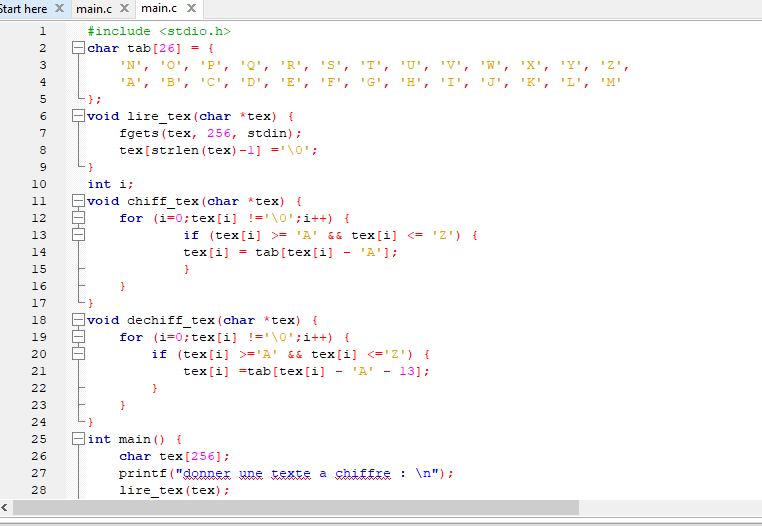 Start here X main.c X main.c X
1 #include <stdio.h>
2 char tab[26] = {
3 'N', 'O', 'P', 'Q', 'R', 'S', 'T', 'U', 'V', 'W', 'X', 'Y', 'Z',
4 'A', 'B', 'C', 'D', 'E', 'F', 'G', 'H', 'I', 'J', 'K', 'L', 'M'
5 };
6 void lire_tex(char *tex) {
7 fgets(tex, 256, stdin);
8 tex[strlen(tex)-1] ='\0';
9 }
10 int i;
11 void chiff_tex(char *tex) {
12 for (i=0;tex[i] !='\0';i++) {
13 if (tex[i] >= 'A' && tex[i] <= 'Z') {
14 tex[i] = tab[tex[i] - 'A'];
15 }
16 }
17 }
18 void dechiff_tex(char *tex) {
19 for (i=0;tex[i] !='\0';i++) {
20 if (tex[i] >='A' && tex[i] <='Z') {
21 tex[i] =tab[tex[i] - 'A' - 13];
22 }
23 }
24 }
25 int main() {
26 char tex[256];
27 printf("donner une texte a chiffre : \n");
28 lire_tex(tex);